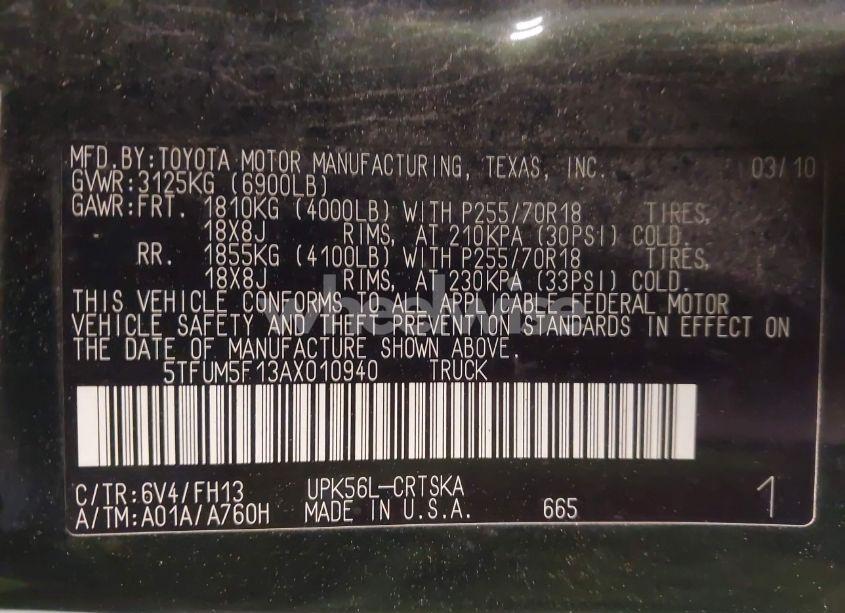 MFD.BY:TOYOTA MOTOR MANUFACTURING, TEXAS, INC. 03/10
GVWR:3125KG (6900LB)
GAWR:FRT. 1810KG (4000LB) WITH P255/70R18 TIRES,
18X8J RIMS, AT 210KPA (30PSI) COLD.
RR. 1855KG (4100LB) WITH P255/70R18 TIRES,
18X8J RIMS, AT 230KPA (33PSI) COLD.
THIS VEHICLE CONFORMS TO ALL APPLICABLE FEDERAL MOTOR
VEHICLE SAFETY AND THEFT PREVENTION STANDARDS IN EFFECT ON
wheelwise
THE DATE OF MANUFACTURE SHOWN ABOVE.
5TFUM5F13AX010940 TRUCK
C/TR:6V4/FH13 UPK56L-CRTSKA
A/TM:A01A/A760H MADE IN U.S.A. 665 1